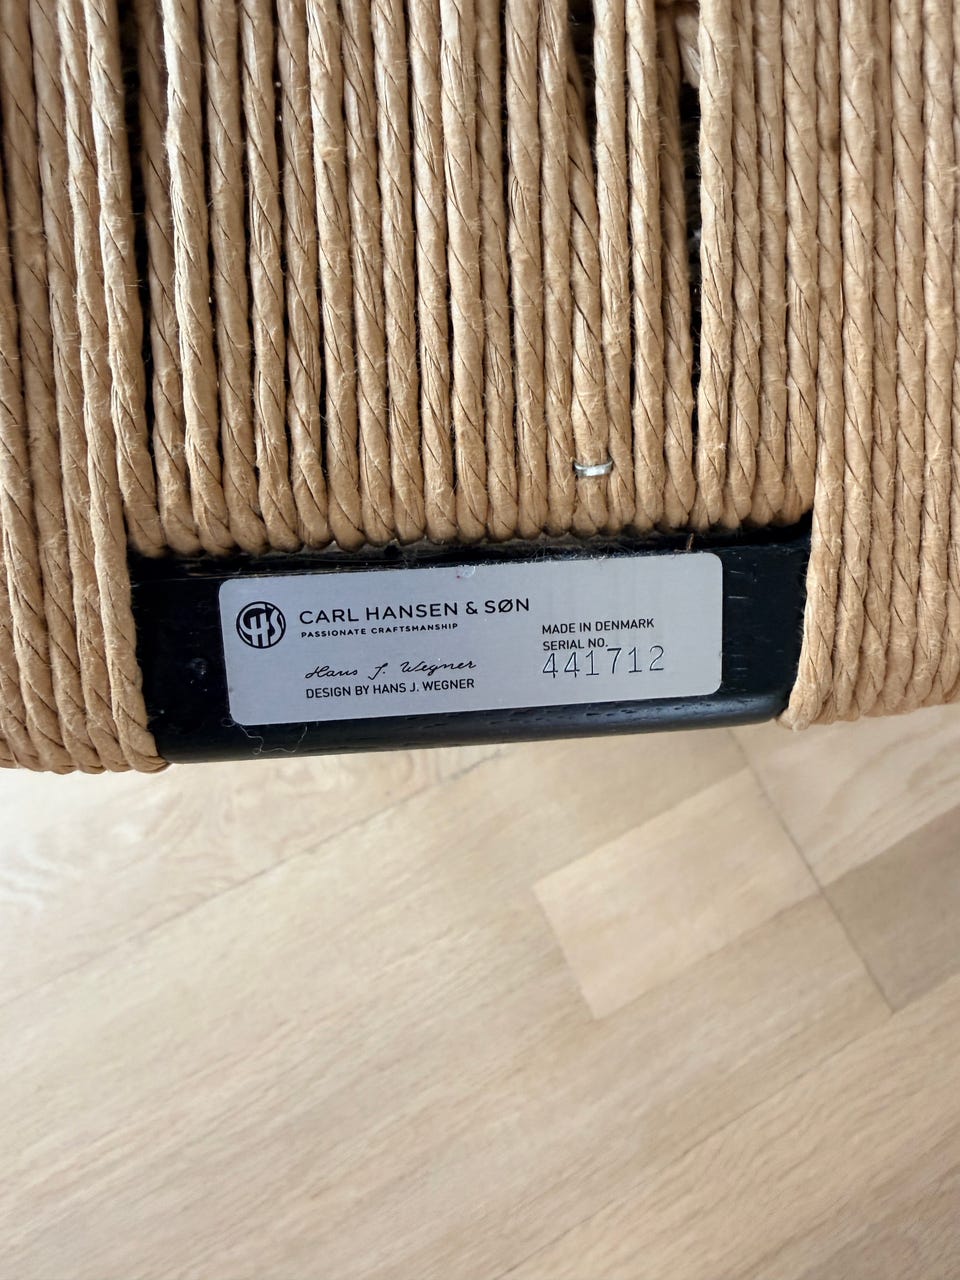 CHS
CARL HANSEN & SØN
PASSIONATE CRAFTSMANSHIP
Hans J. Wegner
DESIGN BY HANS J. WEGNER
MADE IN DENMARK
SERIAL NO.
441712